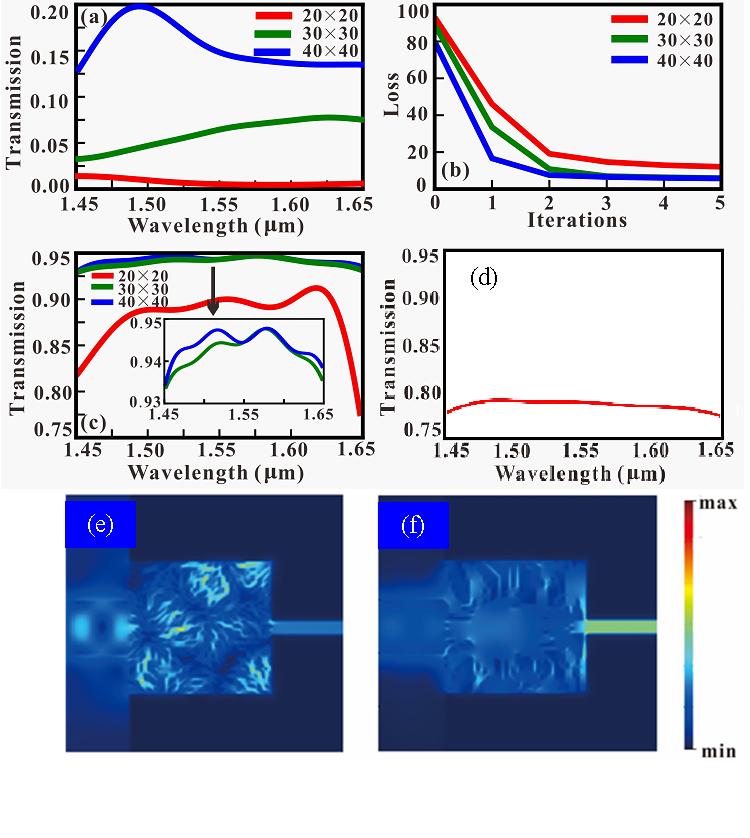 (a)
Transmission
0.20
0.15
0.10
0.05
0.00
20×20
30×30
40×40
1.45 1.50 1.55 1.60 1.65
Wavelength (μm)
Loss
100
80
60
40
20
0
20×20
30×30
40×40
(b)
0 1 2 3 4 5
Iterations
Transmission
0.95
0.90
0.85
0.80
0.75
20×20
30×30
40×40
0.95
0.94
0.93
1.45 1.55 1.65
(c)
1.45 1.50 1.55 1.60 1.65
Wavelength (μm)
Transmission
0.95
0.90
0.85
0.80
0.75
(d)
1.45 1.50 1.55 1.60 1.65
Wavelength (μm)
(e)
(f)
max
min